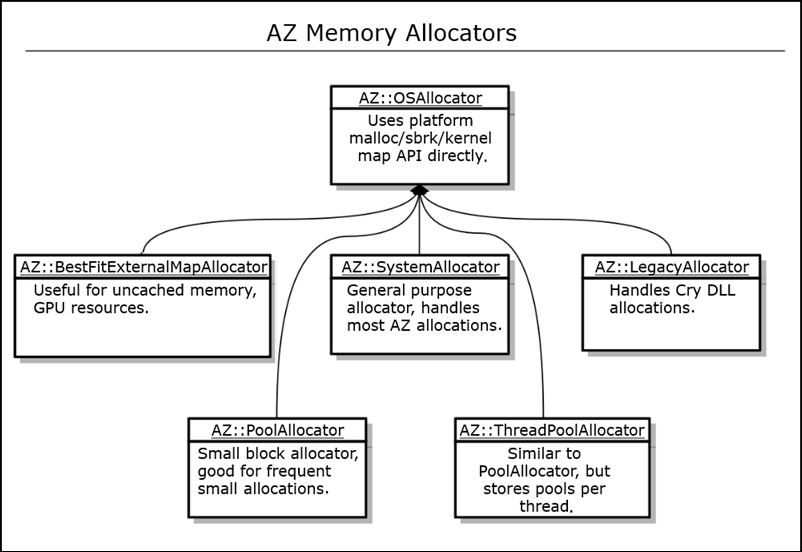 AZ Memory Allocators
AZ::OSAllocator
Uses platform
malloc/sbrk/kernel
map API directly.
AZ::BestFitExternalMapAllocator
Useful for uncached memory,
GPU resources.
AZ::SystemAllocator
General purpose
allocator, handles
most AZ allocations.
AZ::LegacyAllocator
Handles Cry DLL
allocations.
AZ::PoolAllocator
Small block allocator,
good for frequent
small allocations.
AZ::ThreadPoolAllocator
Similar to
PoolAllocator, but
stores pools per
thread.